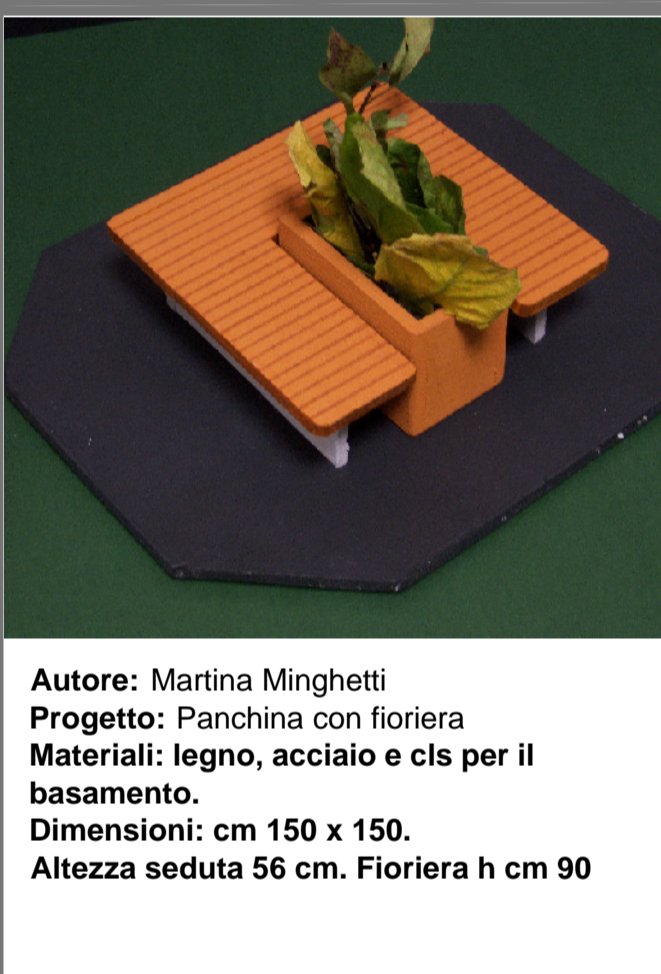 Autore: Martina Minghetti
Progetto: Panchina con fioriera
Materiali: legno, acciaio e cls per il
basamento.
Dimensioni: cm 150 x 150.
Altezza seduta 56 cm. Fioriera h cm 90